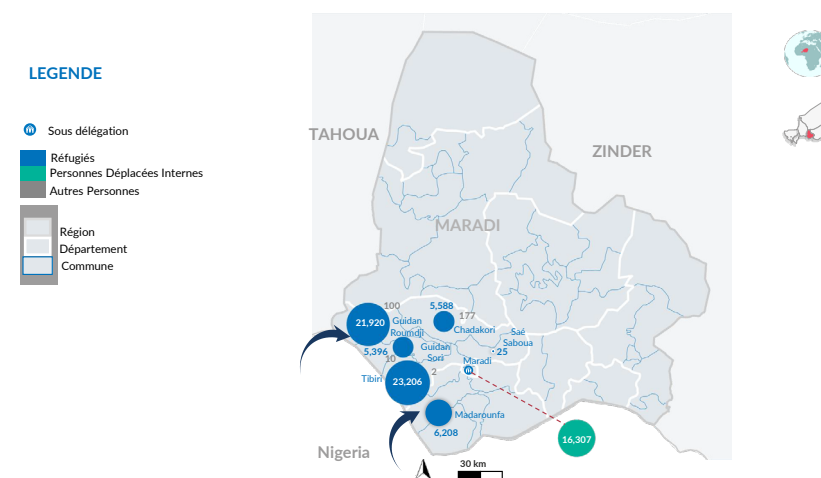 LEGENDE
Sous délégation
Réfugiés
Personnes Déplacées Internes
Autres Personnes
Région
Département
Commune
TAHOUA
ZINDER
MARADI
100
5,588
177
21,920
Guidan
Roumdji
Chadakori
Saé
Saboua
5,396
Guidan
Sori
25
10
Maradi
Tibiri
23,206
2
Madarounfa
6,208
16,307
Nigeria
30 km